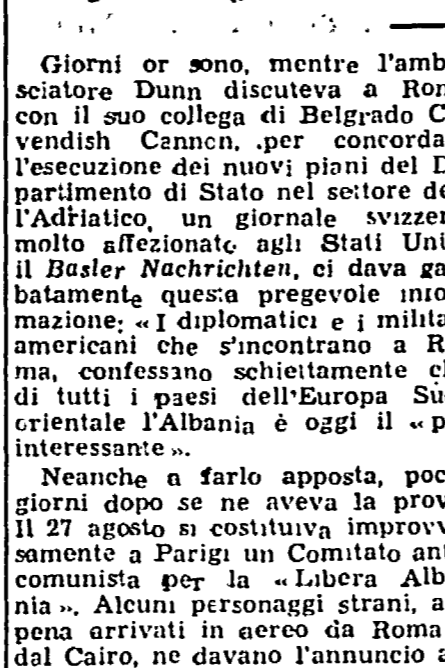 Giorni or sono, mentre l'amb
sciatore Dunn discuteva a Rom
con il suo collega di Belgrado C
vendish Cannon, .per concorda
l'esecuzione dei nuovi piani del D
partimento di Stato nel settore de
l'Adriatico, un giornale svizzer
molto affezionato agli Stati Uni
il Basler Nachrichten, ci dava ga
batamente questa pregevole info
mazione: « I diplomatici e i milita
americani che s'incontrano a R
ma, confessano schiettamente ch
di tutti i paesi dell'Europa Su
orientale l'Albania è oggi il « p
interessante ».
Neanche a farlo apposta, poc
giorni dopo se ne aveva la prov
Il 27 agosto si costituiva improvv
samente a Parigi un Comitato ant
comunista per la « Libera Alb
nia ». Alcuni personaggi strani, a
pena arrivati in aereo da Roma
dal Cairo, ne davano l'annuncio a